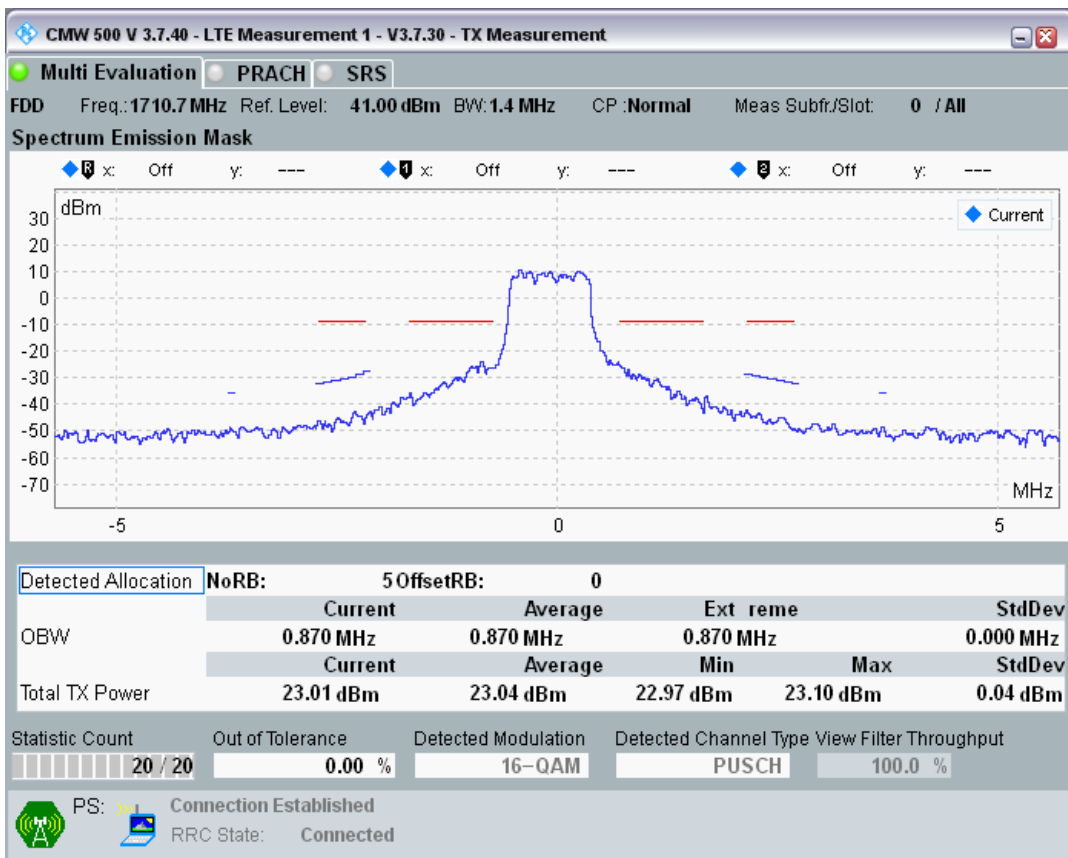 CMW 500 V 3.7.40 - LTE Measurement 1 - V3.7.30 - TX Measurement
Multi Evaluation PRACH SRS
FDD Freq.: 1710.7 MHz Ref. Level: 41.00 dBm BW: 1.4 MHz CP : Normal Meas Subfr./Slot: 0 / All
Spectrum Emission Mask
R x: Off y: --- 1 x: Off y: --- 2 x: Off y: ---
dBm
Current
30
20
10
0
-10
-20
-30
-40
-50
-60
-70
MHz
-5 0 5
Detected Allocation NoRB: 5 OffsetRB: 0
Current Average Ext reme StdDev
OBW 0.870 MHz 0.870 MHz 0.870 MHz 0.000 MHz
Current Average Min Max StdDev
Total TX Power 23.01 dBm 23.04 dBm 22.97 dBm 23.10 dBm 0.04 dBm
Statistic Count Out of Tolerance Detected Modulation Detected Channel Type View Filter Throughput
20 / 20 0.00 % 16-QAM PUSCH 100.0 %
PS: Connection Established
RRC State: Connected